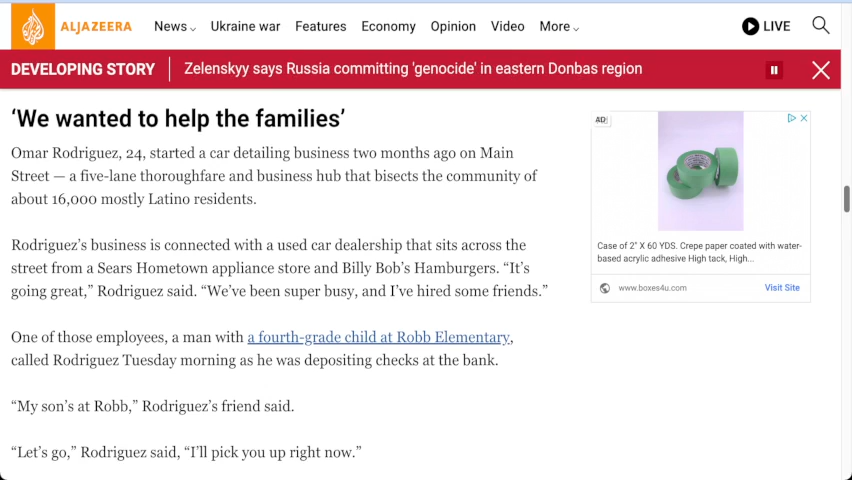 ALJAZEERA
News
Ukraine war
Features
Economy
Opinion
Video
More
LIVE
DEVELOPING STORY
Zelenskyy says Russia committing 'genocide' in eastern Donbas region
‘We wanted to help the families’
Omar Rodriguez, 24, started a car detailing business two months ago on Main
Street — a five-lane thoroughfare and business hub that bisects the community of
about 16,000 mostly Latino residents.
Rodriguez’s business is connected with a used car dealership that sits across the
street from a Sears Hometown appliance store and Billy Bob’s Hamburgers. “It’s
going great,” Rodriguez said. “We’ve been super busy, and I’ve hired some friends.”
One of those employees, a man with a fourth-grade child at Robb Elementary,
called Rodriguez Tuesday morning as he was depositing checks at the bank.
“My son’s at Robb,” Rodriguez’s friend said.
“Let’s go,” Rodriguez said, “I’ll pick you up right now.”
AD
Case of 2" X 60 YDS. Crepe paper coated with water-
based acrylic adhesive High tack, High...
www.boxes4u.com
Visit Site